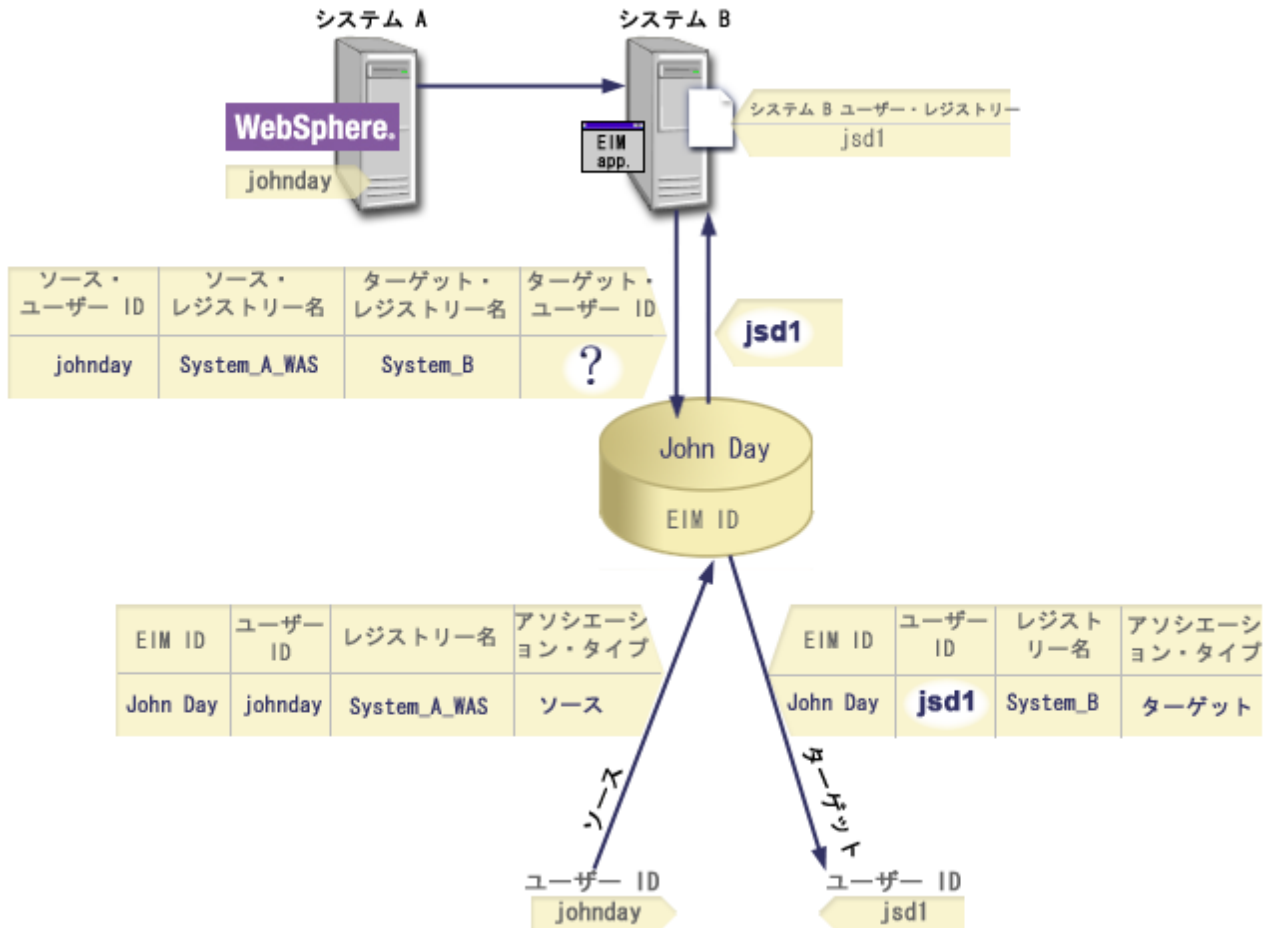 システム A
システム B
WebSphere.
johnday
EIM
app.
システム B ユーザー・レジストリー
jsd1
ソース・
ユーザー ID
ソース・
レジストリー名
ターゲット・
レジストリー名
ターゲット・
ユーザー ID
johnday
System_A_WAS
System_B
?
jsd1
John Day
EIM ID
EIM ID
ユーザー
ID
レジストリー名
アソシエーシ
ョン・タイプ
John Day
johnday
System_A_WAS
ソース
EIM ID
ユーザー
ID
レジスト
リー名
アソシエーシ
ョン・タイプ
John Day
jsd1
System_B
ターゲット
ソース
ターゲット
ユーザー ID
johnday
ユーザー ID
jsd1